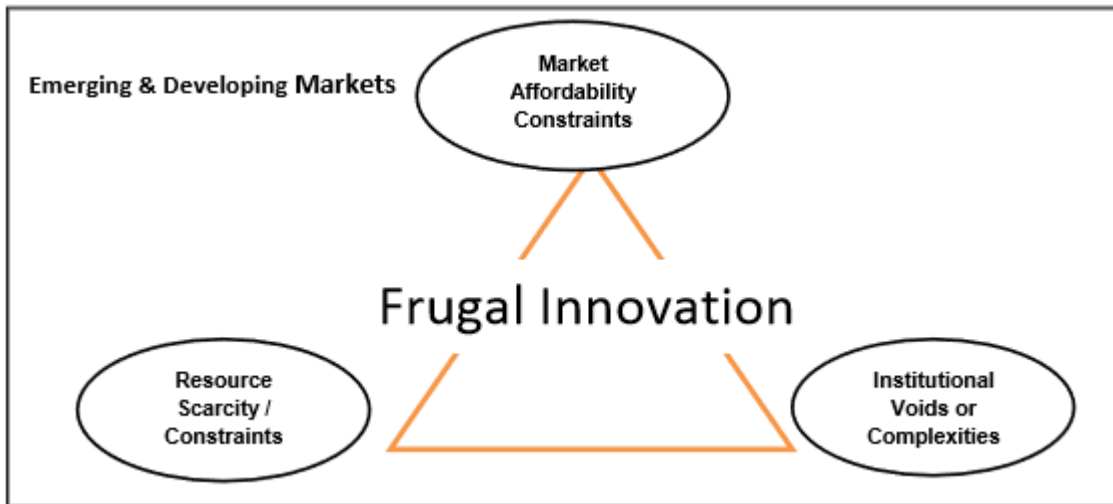 Market
Affordability
Constraints
Emerging & Developing Markets
Frugal Innovation
Resource
Scarcity /
Constraints
Institutional
Voids or
Complexities